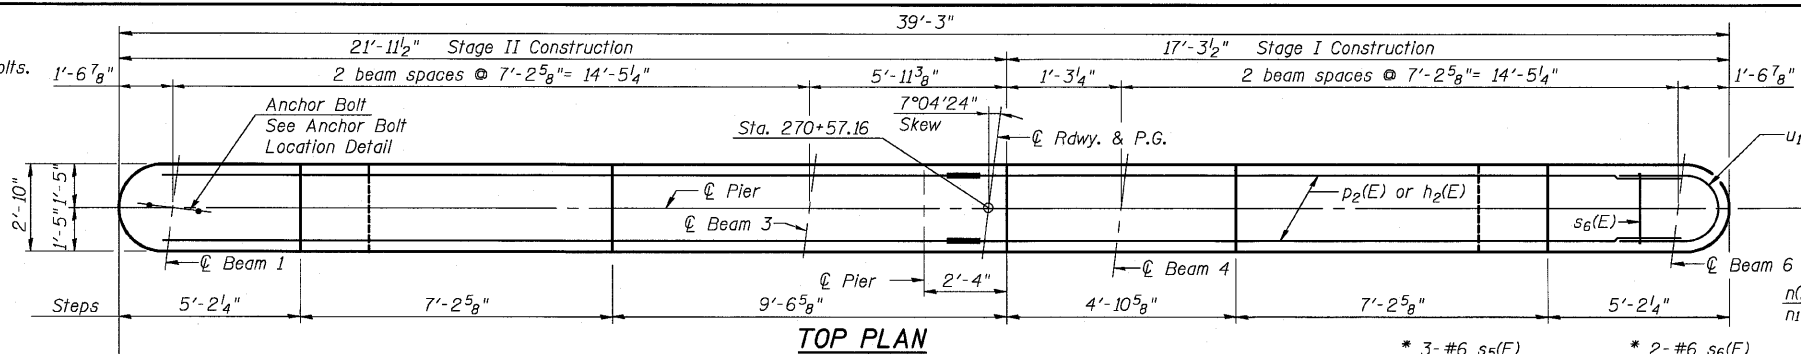 39'-3"
21'-11½" Stage II Construction
17'-3½" Stage I Construction
olts.
1'-6⅞"
2 beam spaces @ 7'-2⅝"= 14'-5¼"
5'-11⅜"
1'-3¼"
2 beam spaces @ 7'-2⅝"= 14'-5¼"
1'-6⅞"
Anchor Bolt
See Anchor Bolt
Location Detail
7°04'24"
Skew
Sta. 270+57.16
℄ Rdwy. & P.G.
u1
2'-10"
1'-5"
1'-5"
℄ Pier
p2(E) or h2(E)
℄ Beam 3
s6(E)
℄ Beam 1
℄ Pier
2'-4"
℄ Beam 4
℄ Beam 6
Steps
5'-2¼"
7'-2⅝"
9'-6⅝"
4'-10⅝"
7'-2⅝"
5'-2¼"
n(
n1
TOP PLAN
* 3-#6 s5(E)
* 2-#6 s6(E)